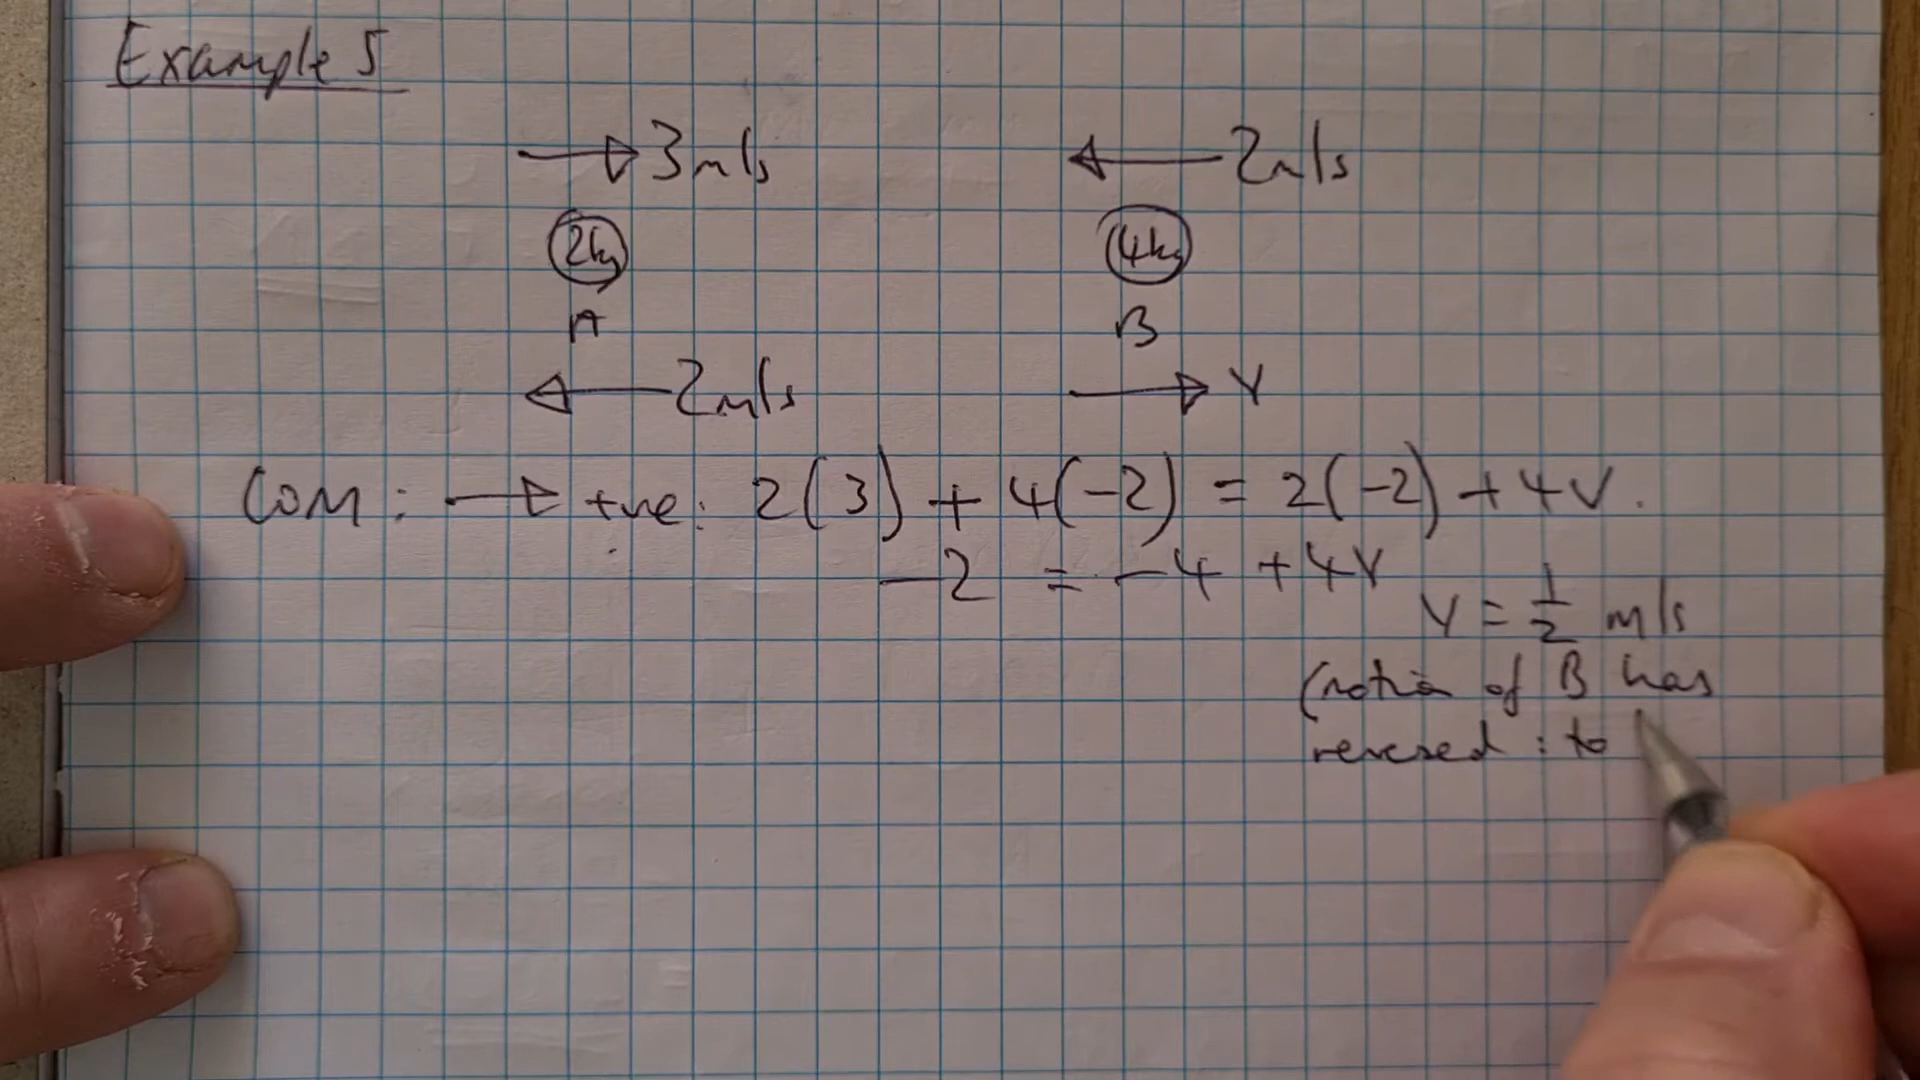 Example 5
3m/s 2m/s
2kg 4kg
A B
2m/s V
COM: +ve: 2(3) + 4(-2) = 2(-2) + 4V.
-2 = -4 + 4V
V = 1/2 m/s
(motion of B has
reversed : to